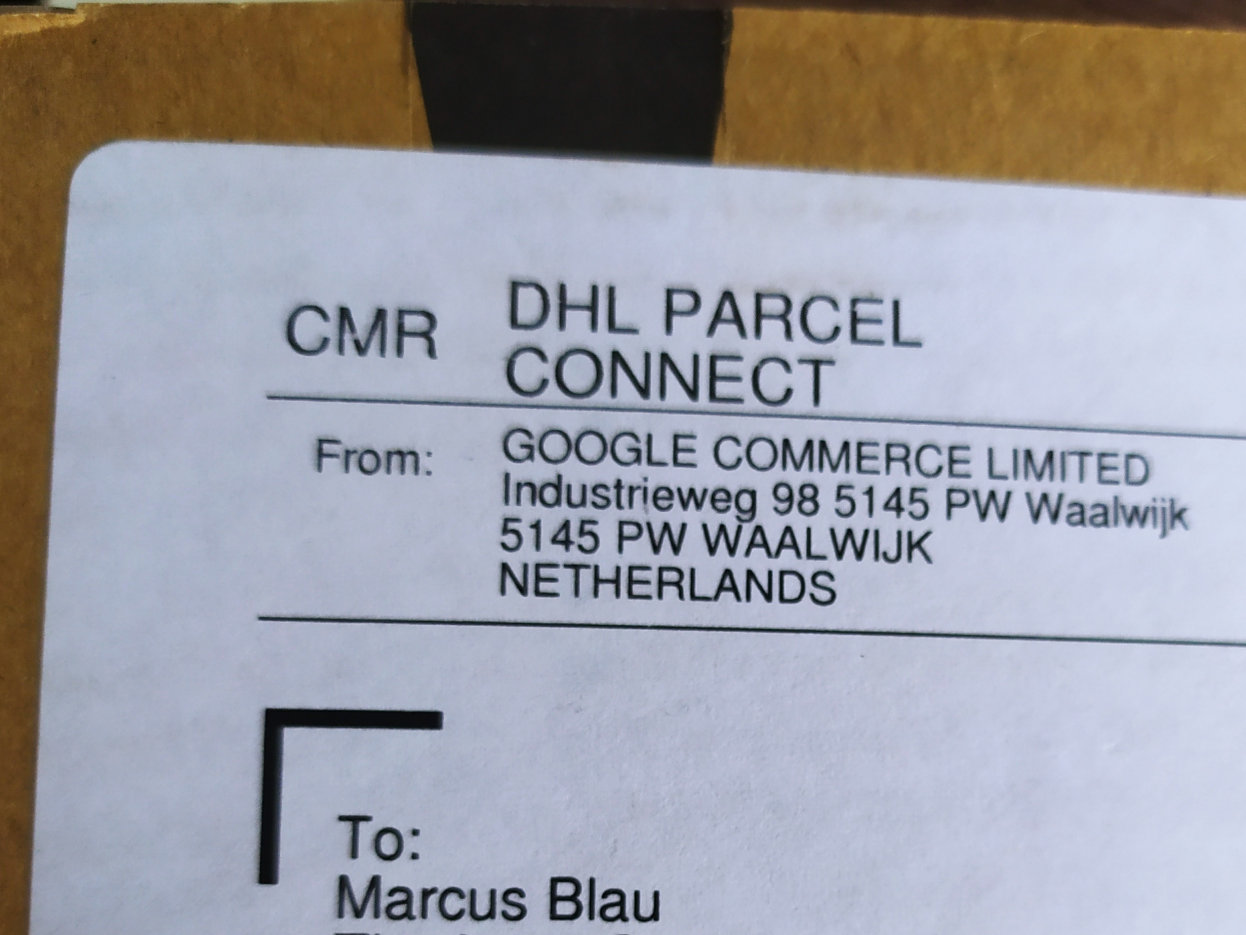 CMR
DHL PARCEL
CONNECT
From:
GOOGLE COMMERCE LIMITED
Industrieweg 98 5145 PW Waalwijk
5145 PW WAALWIJK
NETHERLANDS
To:
Marcus Blau